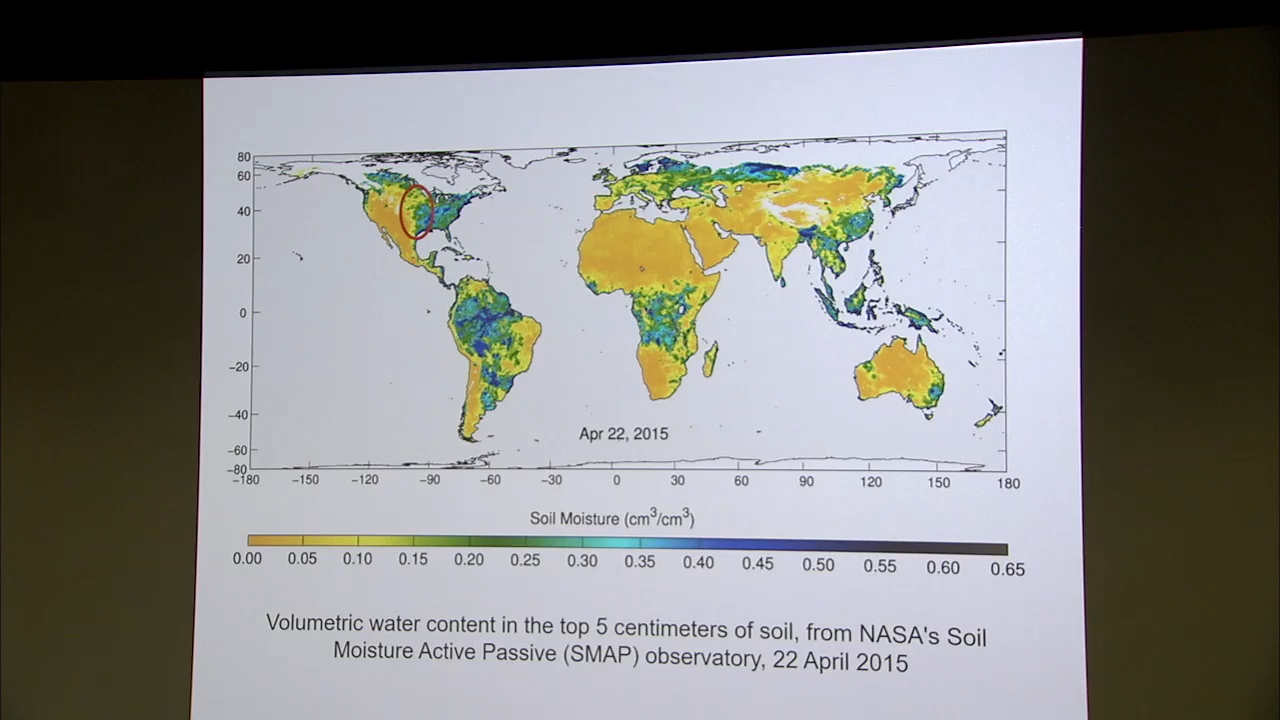 80
60
40
20
0
−20
−40
−60
−80
Apr 22, 2015
−180 −150 −120 −90 −60 −30 0 30 60 90 120 150 180
Soil Moisture (cm³/cm³)
0.00 0.05 0.10 0.15 0.20 0.25 0.30 0.35 0.40 0.45 0.50 0.55 0.60 0.65
Volumetric water content in the top 5 centimeters of soil, from NASA's Soil
Moisture Active Passive (SMAP) observatory, 22 April 2015